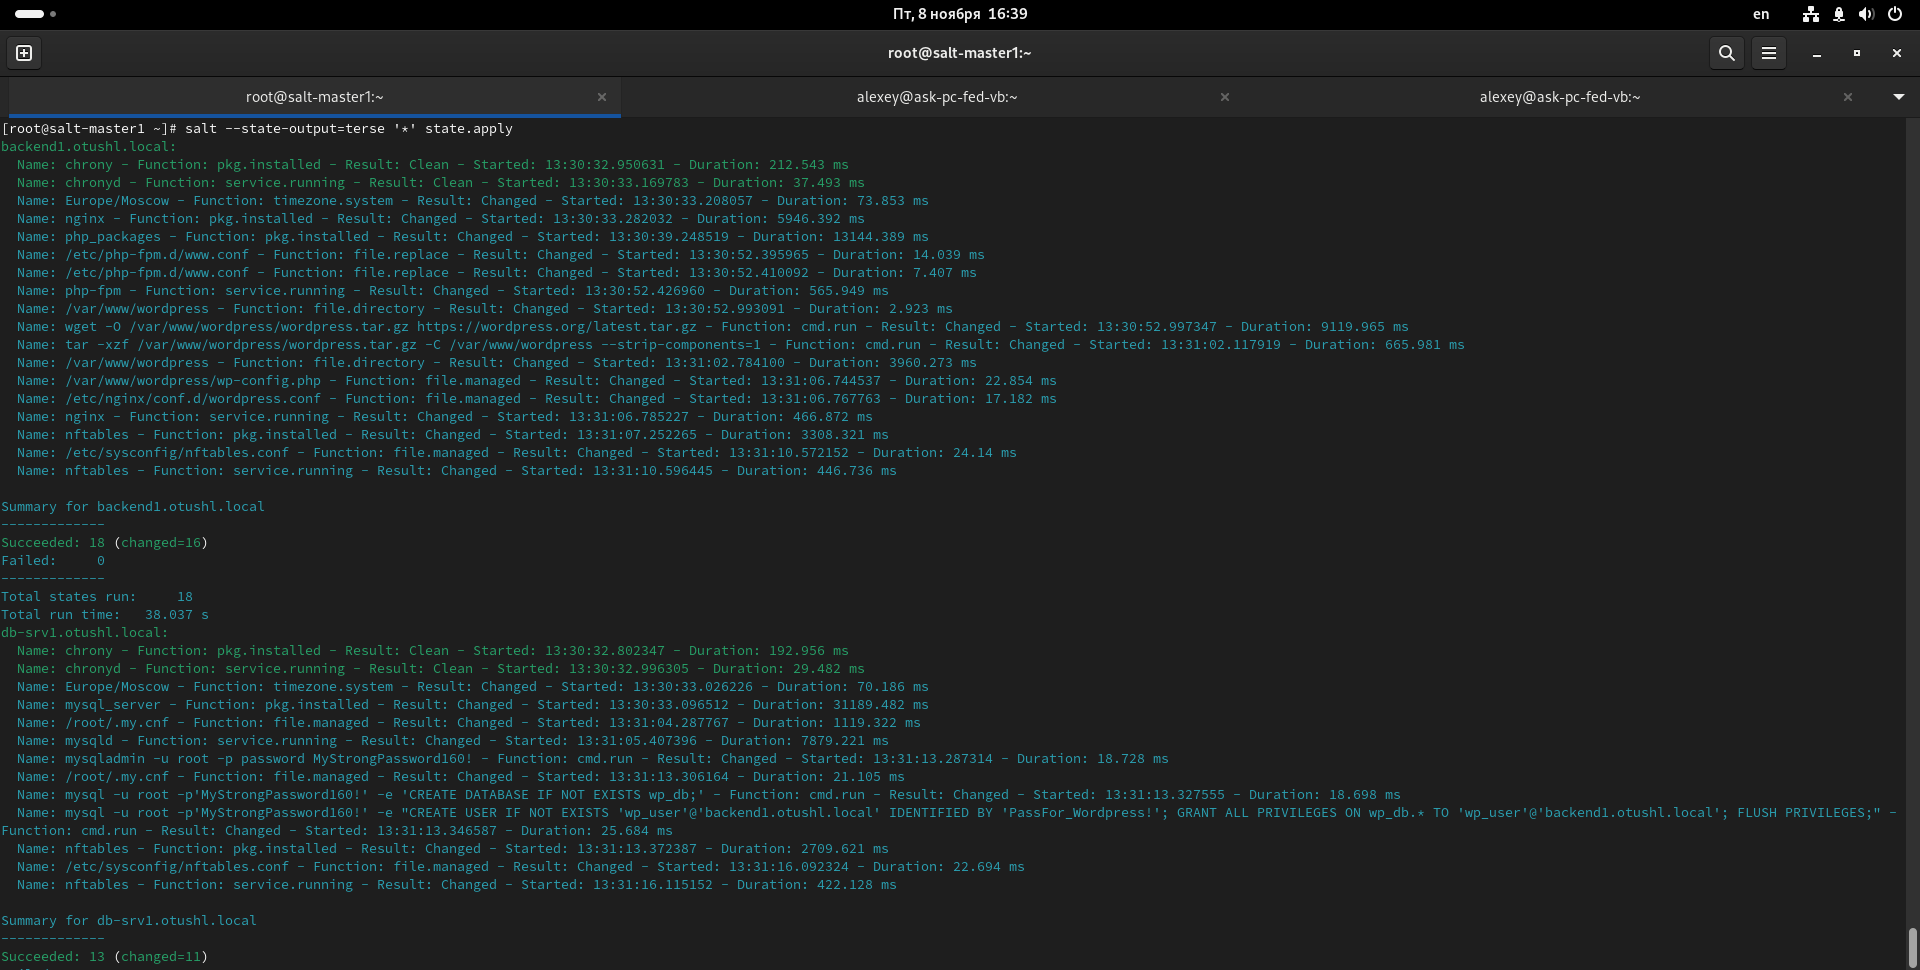 Пт, 8 ноября 16:39
en
root@salt-master1:~
root@salt-master1:~
alexey@ask-pc-fed-vb:~
alexey@ask-pc-fed-vb:~
[root@salt-master1 ~]# salt --state-output=terse '*' state.apply
backend1.otushl.local:
  Name: chrony - Function: pkg.installed - Result: Clean - Started: 13:30:32.950631 - Duration: 212.543 ms
  Name: chronyd - Function: service.running - Result: Clean - Started: 13:30:33.169783 - Duration: 37.493 ms
  Name: Europe/Moscow - Function: timezone.system - Result: Changed - Started: 13:30:33.208057 - Duration: 73.853 ms
  Name: nginx - Function: pkg.installed - Result: Changed - Started: 13:30:33.282032 - Duration: 5946.392 ms
  Name: php_packages - Function: pkg.installed - Result: Changed - Started: 13:30:39.248519 - Duration: 13144.389 ms
  Name: /etc/php-fpm.d/www.conf - Function: file.replace - Result: Changed - Started: 13:30:52.395965 - Duration: 14.039 ms
  Name: /etc/php-fpm.d/www.conf - Function: file.replace - Result: Changed - Started: 13:30:52.410092 - Duration: 7.407 ms
  Name: php-fpm - Function: service.running - Result: Changed - Started: 13:30:52.426960 - Duration: 565.949 ms
  Name: /var/www/wordpress - Function: file.directory - Result: Changed - Started: 13:30:52.993091 - Duration: 2.923 ms
  Name: wget -O /var/www/wordpress/wordpress.tar.gz https://wordpress.org/latest.tar.gz - Function: cmd.run - Result: Changed - Started: 13:30:52.997347 - Duration: 9119.965 ms
  Name: tar -xzf /var/www/wordpress/wordpress.tar.gz -C /var/www/wordpress --strip-components=1 - Function: cmd.run - Result: Changed - Started: 13:31:02.117919 - Duration: 665.981 ms
  Name: /var/www/wordpress - Function: file.directory - Result: Changed - Started: 13:31:02.784100 - Duration: 3960.273 ms
  Name: /var/www/wordpress/wp-config.php - Function: file.managed - Result: Changed - Started: 13:31:06.744537 - Duration: 22.854 ms
  Name: /etc/nginx/conf.d/wordpress.conf - Function: file.managed - Result: Changed - Started: 13:31:06.767763 - Duration: 17.182 ms
  Name: nginx - Function: service.running - Result: Changed - Started: 13:31:06.785227 - Duration: 466.872 ms
  Name: nftables - Function: pkg.installed - Result: Changed - Started: 13:31:07.252265 - Duration: 3308.321 ms
  Name: /etc/sysconfig/nftables.conf - Function: file.managed - Result: Changed - Started: 13:31:10.572152 - Duration: 24.14 ms
  Name: nftables - Function: service.running - Result: Changed - Started: 13:31:10.596445 - Duration: 446.736 ms
Summary for backend1.otushl.local
-------------
Succeeded: 18 (changed=16)
Failed:     0
-------------
Total states run:     18
Total run time:   38.037 s
db-srv1.otushl.local:
  Name: chrony - Function: pkg.installed - Result: Clean - Started: 13:30:32.802347 - Duration: 192.956 ms
  Name: chronyd - Function: service.running - Result: Clean - Started: 13:30:32.996305 - Duration: 29.482 ms
  Name: Europe/Moscow - Function: timezone.system - Result: Changed - Started: 13:30:33.026226 - Duration: 70.186 ms
  Name: mysql_server - Function: pkg.installed - Result: Changed - Started: 13:30:33.096512 - Duration: 31189.482 ms
  Name: /root/.my.cnf - Function: file.managed - Result: Changed - Started: 13:31:04.287767 - Duration: 1119.322 ms
  Name: mysqld - Function: service.running - Result: Changed - Started: 13:31:05.407396 - Duration: 7879.221 ms
  Name: mysqladmin -u root -p password MyStrongPassword160! - Function: cmd.run - Result: Changed - Started: 13:31:13.287314 - Duration: 18.728 ms
  Name: /root/.my.cnf - Function: file.managed - Result: Changed - Started: 13:31:13.306164 - Duration: 21.105 ms
  Name: mysql -u root -p'MyStrongPassword160!' -e 'CREATE DATABASE IF NOT EXISTS wp_db;' - Function: cmd.run - Result: Changed - Started: 13:31:13.327555 - Duration: 18.698 ms
  Name: mysql -u root -p'MyStrongPassword160!' -e "CREATE USER IF NOT EXISTS 'wp_user'@'backend1.otushl.local' IDENTIFIED BY 'PassFor_Wordpress!'; GRANT ALL PRIVILEGES ON wp_db.* TO 'wp_user'@'backend1.otushl.local'; FLUSH PRIVILEGES;" -
Function: cmd.run - Result: Changed - Started: 13:31:13.346587 - Duration: 25.684 ms
  Name: nftables - Function: pkg.installed - Result: Changed - Started: 13:31:13.372387 - Duration: 2709.621 ms
  Name: /etc/sysconfig/nftables.conf - Function: file.managed - Result: Changed - Started: 13:31:16.092324 - Duration: 22.694 ms
  Name: nftables - Function: service.running - Result: Changed - Started: 13:31:16.115152 - Duration: 422.128 ms
Summary for db-srv1.otushl.local
-------------
Succeeded: 13 (changed=11)